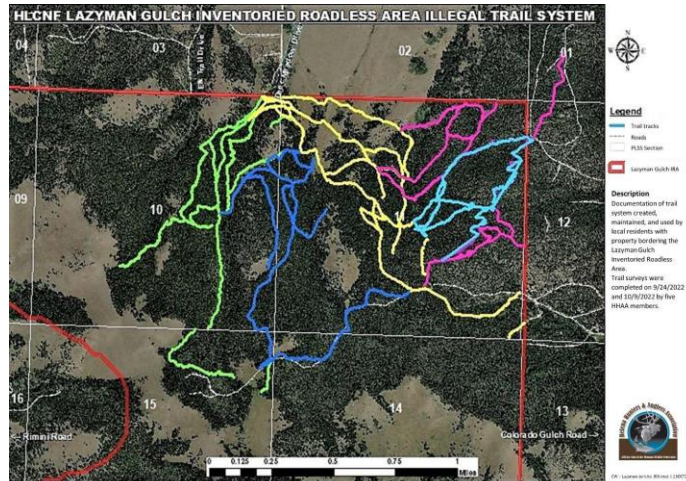 HLCNF LAZYMAN GULCH INVENTORIED ROADLESS AREA ILLEGAL TRAIL SYSTEM
04
03
02
01
09
10
12
16
15
14
13
<- Rimini Road
Colorado Gulch Road ->
0 0.125 0.25 0.5 0.75 1
Miles
N
W E
S
Legend
Trail tracks
Roads
PLSS Section
Lazyman Gulch IRA
Description
Documentation of trail
system created,
maintained, and used by
local residents with
property bordering the
Lazyman Gulch
Inventoried Roadless
Area.
Trail surveys were
completed on 9/24/2022
and 10/9/2022 by five
HHAA members.